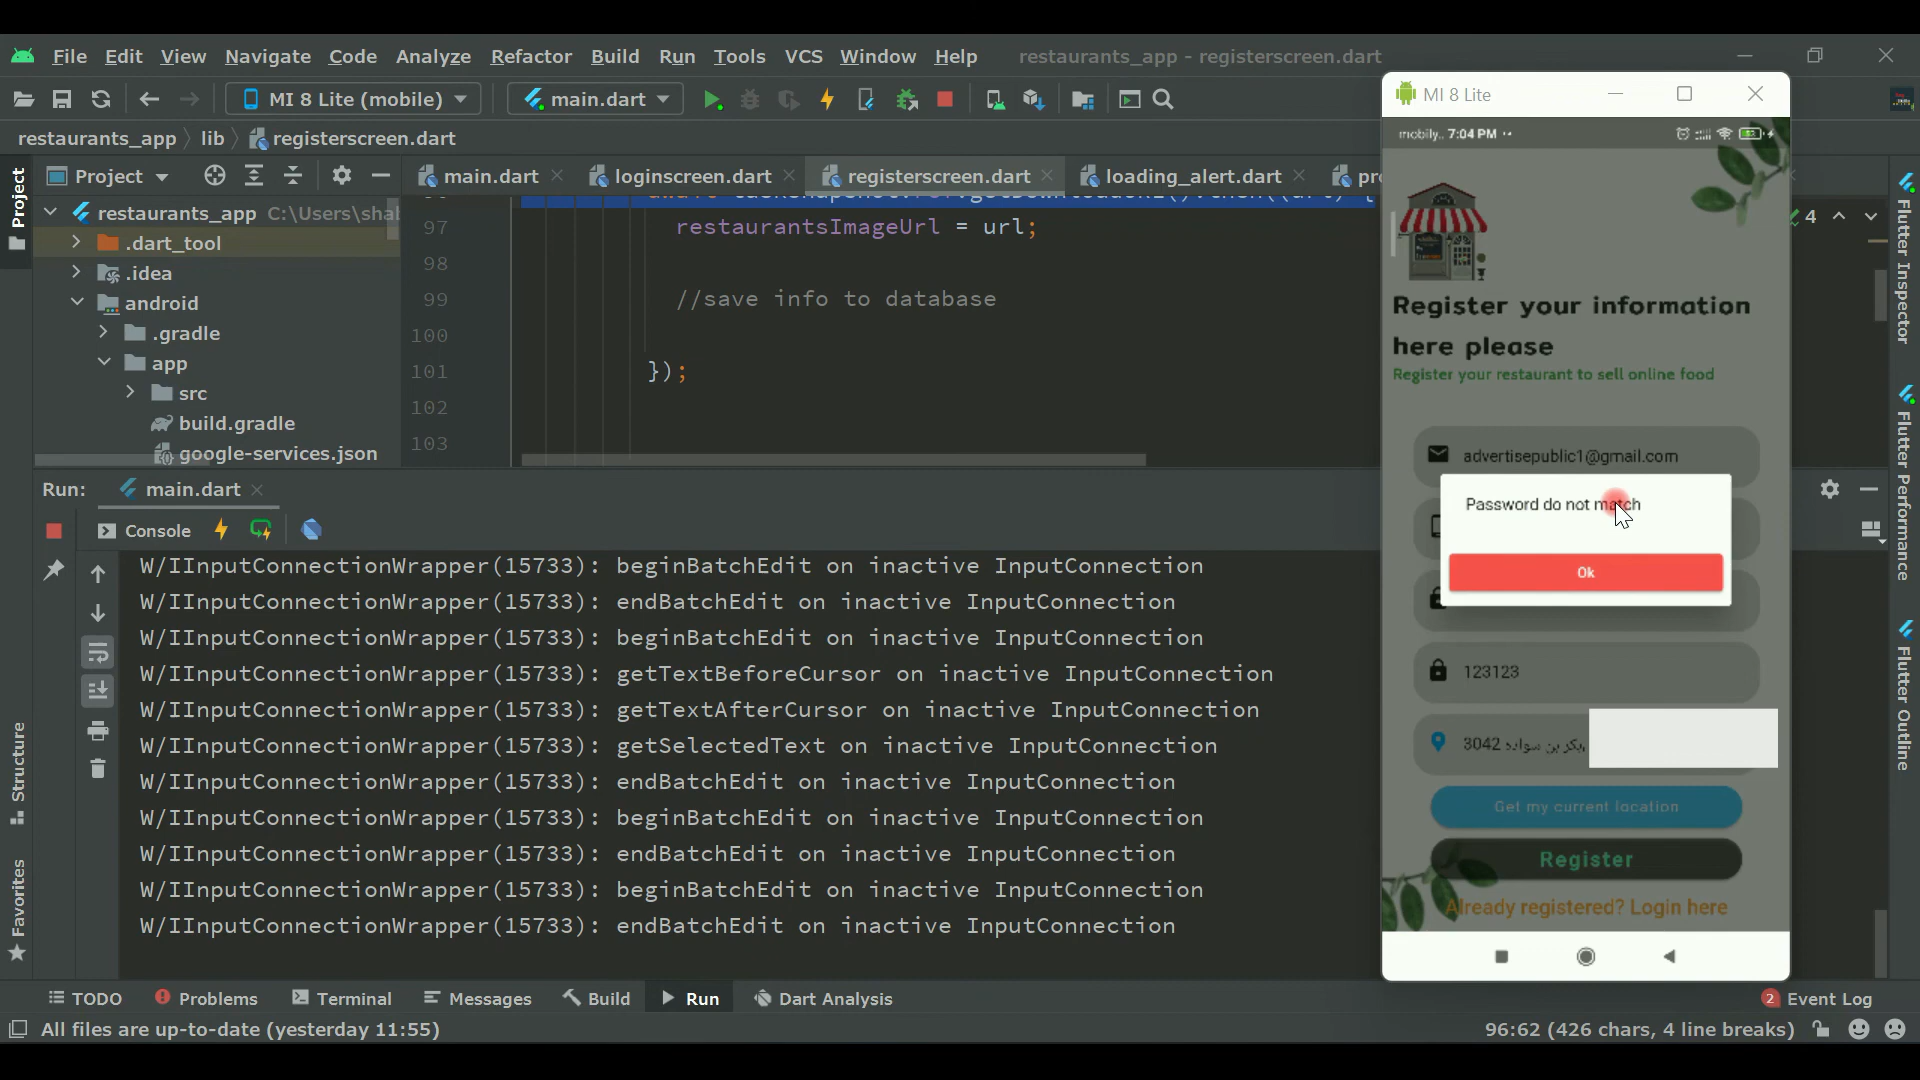 File Edit View Navigate Code Analyze Refactor Build Run Tools VCS Window Help restaurants_app - registerscreen.dart
MI 8 Lite (mobile) main.dart
restaurants_app lib registerscreen.dart
Project main.dart loginscreen.dart registerscreen.dart loading_alert.dart
Project
restaurants_app C:\Users\sha
.dart_tool
.idea
android
.gradle
app
src
build.gradle
google-services.json
97 restaurantsImageUrl = url;
98
99 //save info to database
100
101 });
102
103
4
Run: main.dart
Console
W/IInputConnectionWrapper(15733): beginBatchEdit on inactive InputConnection
W/IInputConnectionWrapper(15733): endBatchEdit on inactive InputConnection
W/IInputConnectionWrapper(15733): beginBatchEdit on inactive InputConnection
W/IInputConnectionWrapper(15733): getTextBeforeCursor on inactive InputConnection
W/IInputConnectionWrapper(15733): getTextAfterCursor on inactive InputConnection
W/IInputConnectionWrapper(15733): getSelectedText on inactive InputConnection
W/IInputConnectionWrapper(15733): endBatchEdit on inactive InputConnection
W/IInputConnectionWrapper(15733): beginBatchEdit on inactive InputConnection
W/IInputConnectionWrapper(15733): endBatchEdit on inactive InputConnection
W/IInputConnectionWrapper(15733): beginBatchEdit on inactive InputConnection
W/IInputConnectionWrapper(15733): endBatchEdit on inactive InputConnection
Structure
Favorites
MI 8 Lite
mobily.. 7:04 PM
Register your information
here please
Register your restaurant to sell online food
advertisepublic1@gmail.com
Password do not match
Ok
123123
3042 بكر بن سواده,
Get my current location
Register
Already registered? Login here
Flutter Inspector
Flutter Performance
Flutter Outline
TODO Problems Terminal Messages Build Run Dart Analysis 2 Event Log
All files are up-to-date (yesterday 11:55) 96:62 (426 chars, 4 line breaks)